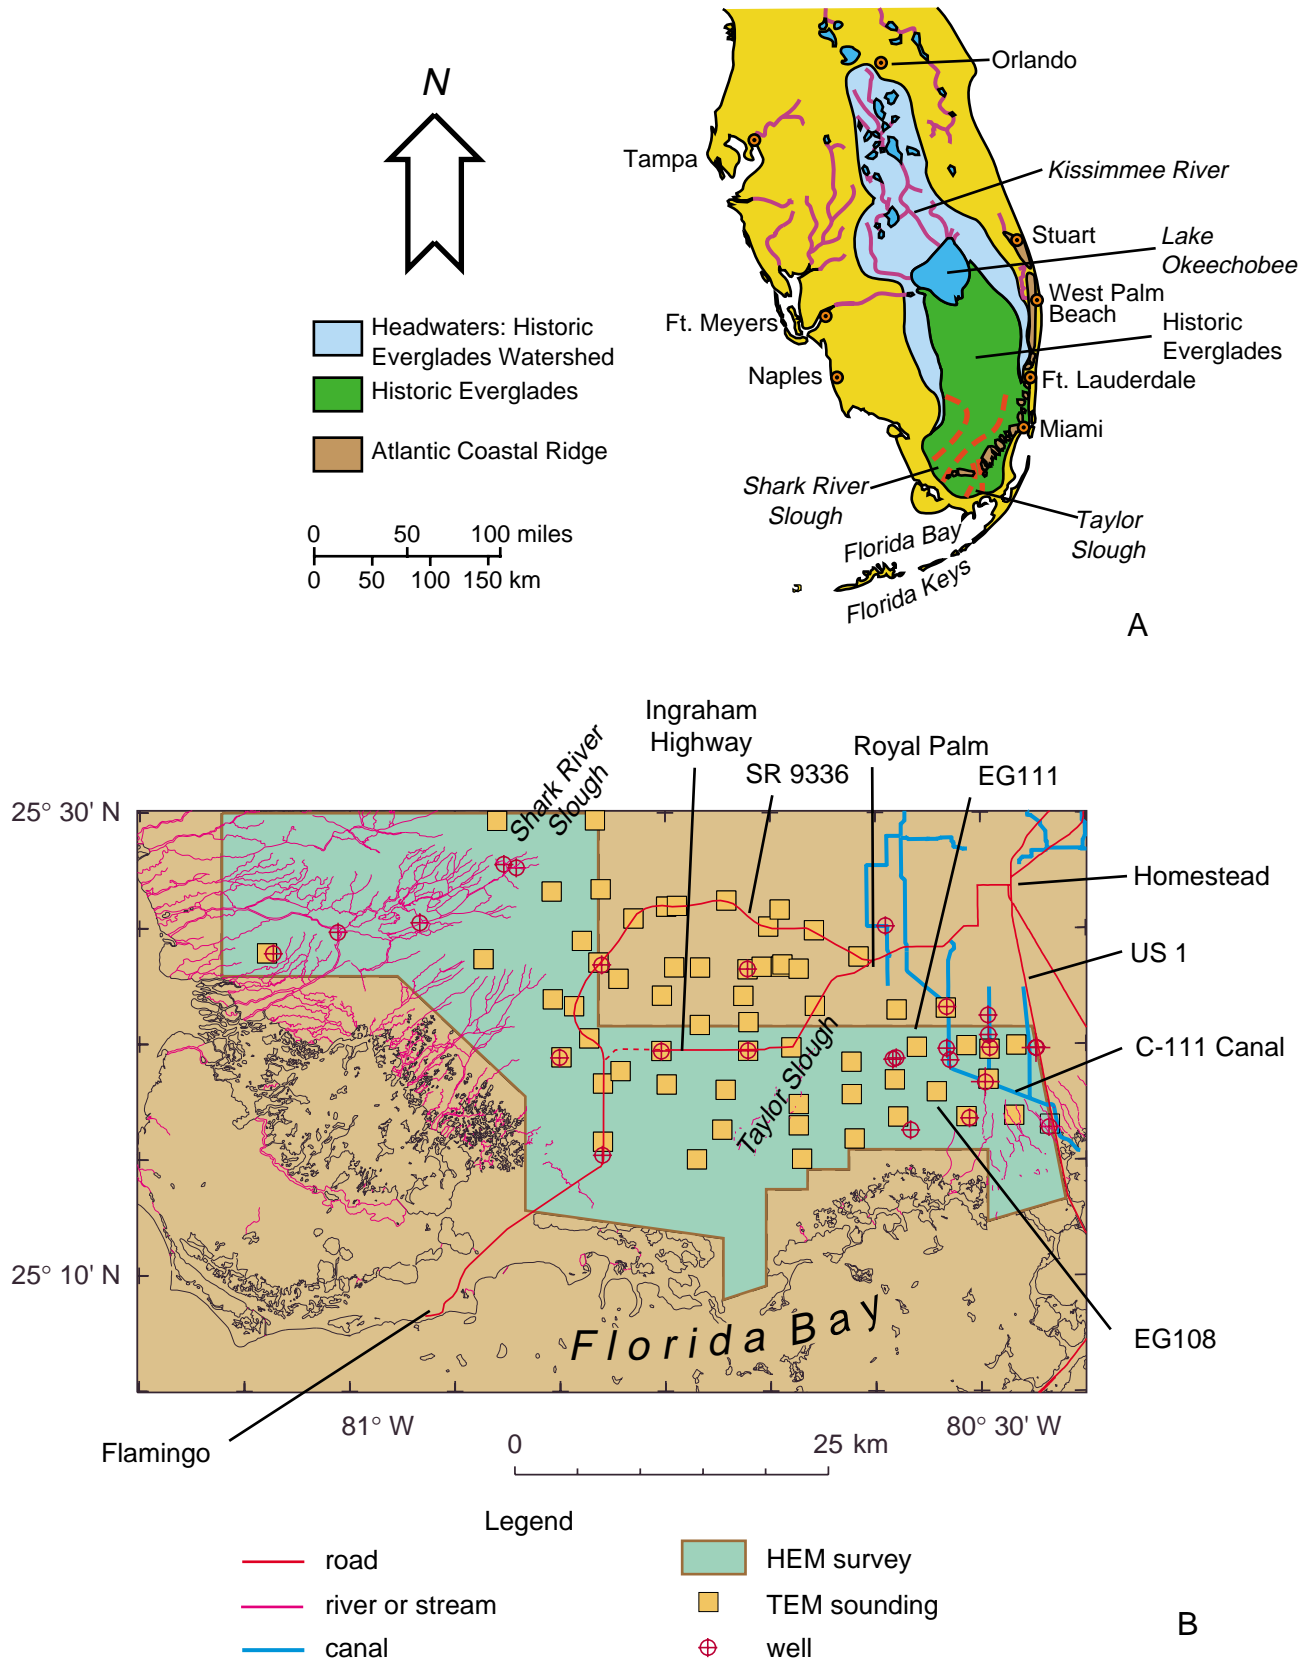 N
Orlando
Tampa
Kissimmee River
Stuart
Lake
Okeechobee
West Palm
Beach
Ft. Meyers
Historic
Everglades
Naples
Ft. Lauderdale
Miami
Shark River
Slough
Taylor
Slough
Florida Bay
Florida Keys
Headwaters: Historic
Everglades Watershed
Historic Everglades
Atlantic Coastal Ridge
0 50 100 miles
0 50 100 150 km
A
Ingraham
Highway
Shark River
Slough
SR 9336
Royal Palm
EG111
25° 30' N
Homestead
US 1
C-111 Canal
Taylor Slough
25° 10' N
Florida Bay
EG108
Flamingo
81° W
80° 30' W
0 25 km
Legend
road
river or stream
canal
HEM survey
TEM sounding
well
B